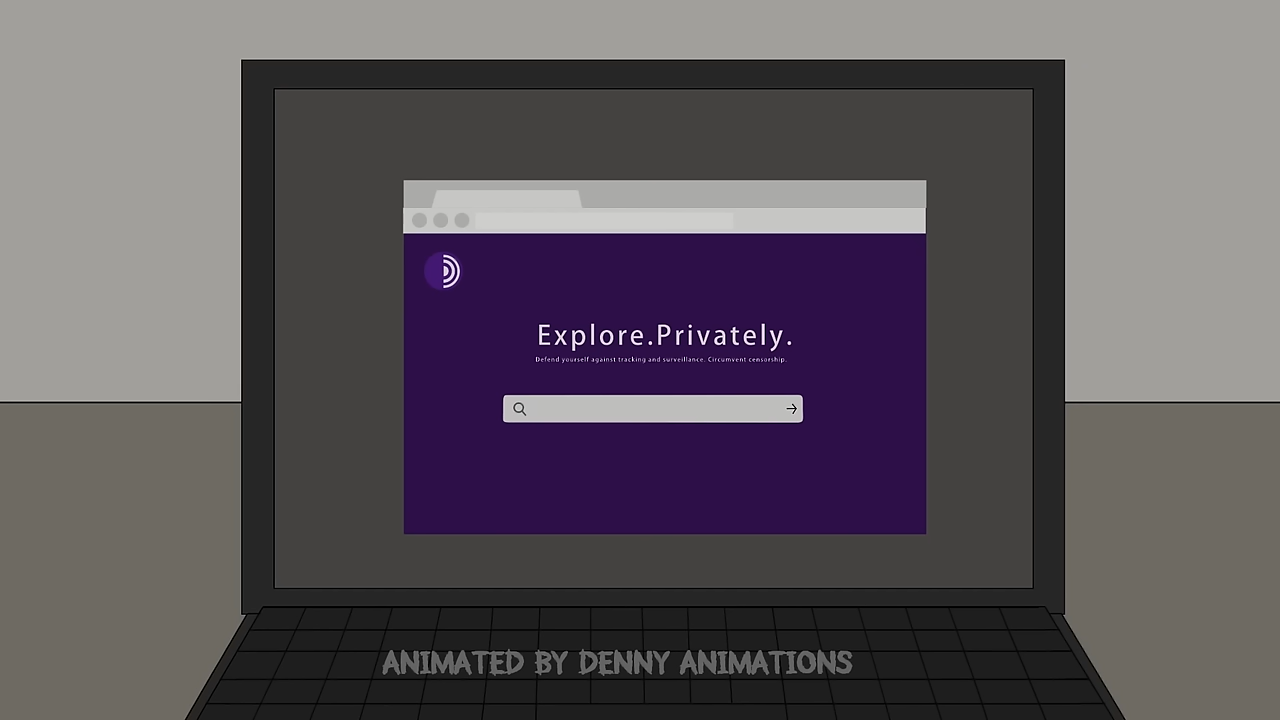 Explore.Privately.
Defend yourself against tracking and surveillance. Circumvent censorship.
ANIMATED BY DENNY ANIMATIONS